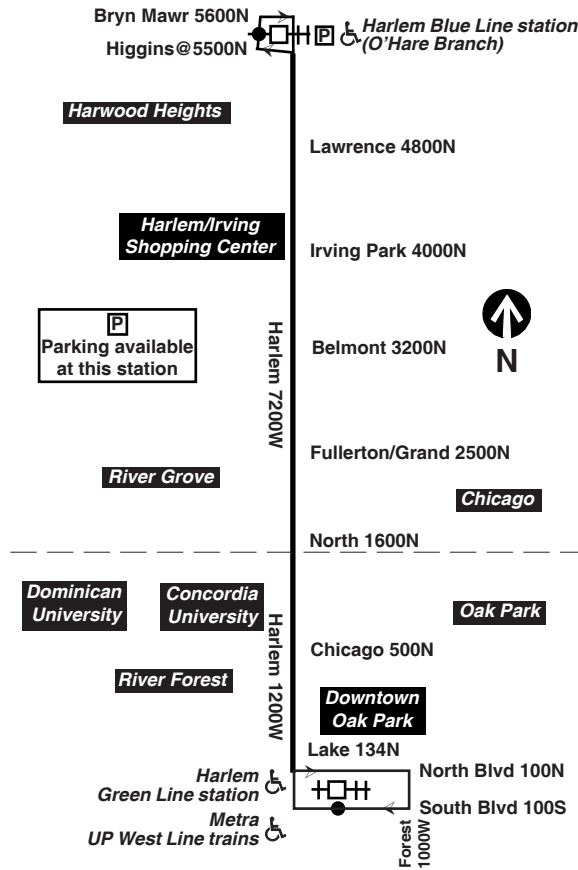 Bryn Mawr 5600N
Higgins@5500N
P
Harlem Blue Line station
(O'Hare Branch)
Harwood Heights
Lawrence 4800N
Harlem/Irving
Shopping Center
Irving Park 4000N
P
Parking available
at this station
Harlem 7200W
Belmont 3200N
N
Fullerton/Grand 2500N
River Grove
Chicago
North 1600N
Dominican
University
Concordia
University
Oak Park
Harlem 1200W
Chicago 500N
River Forest
Downtown
Oak Park
Lake 134N
Harlem
Green Line station
North Blvd 100N
South Blvd 100S
Metra
UP West Line trains
Forest
1000W